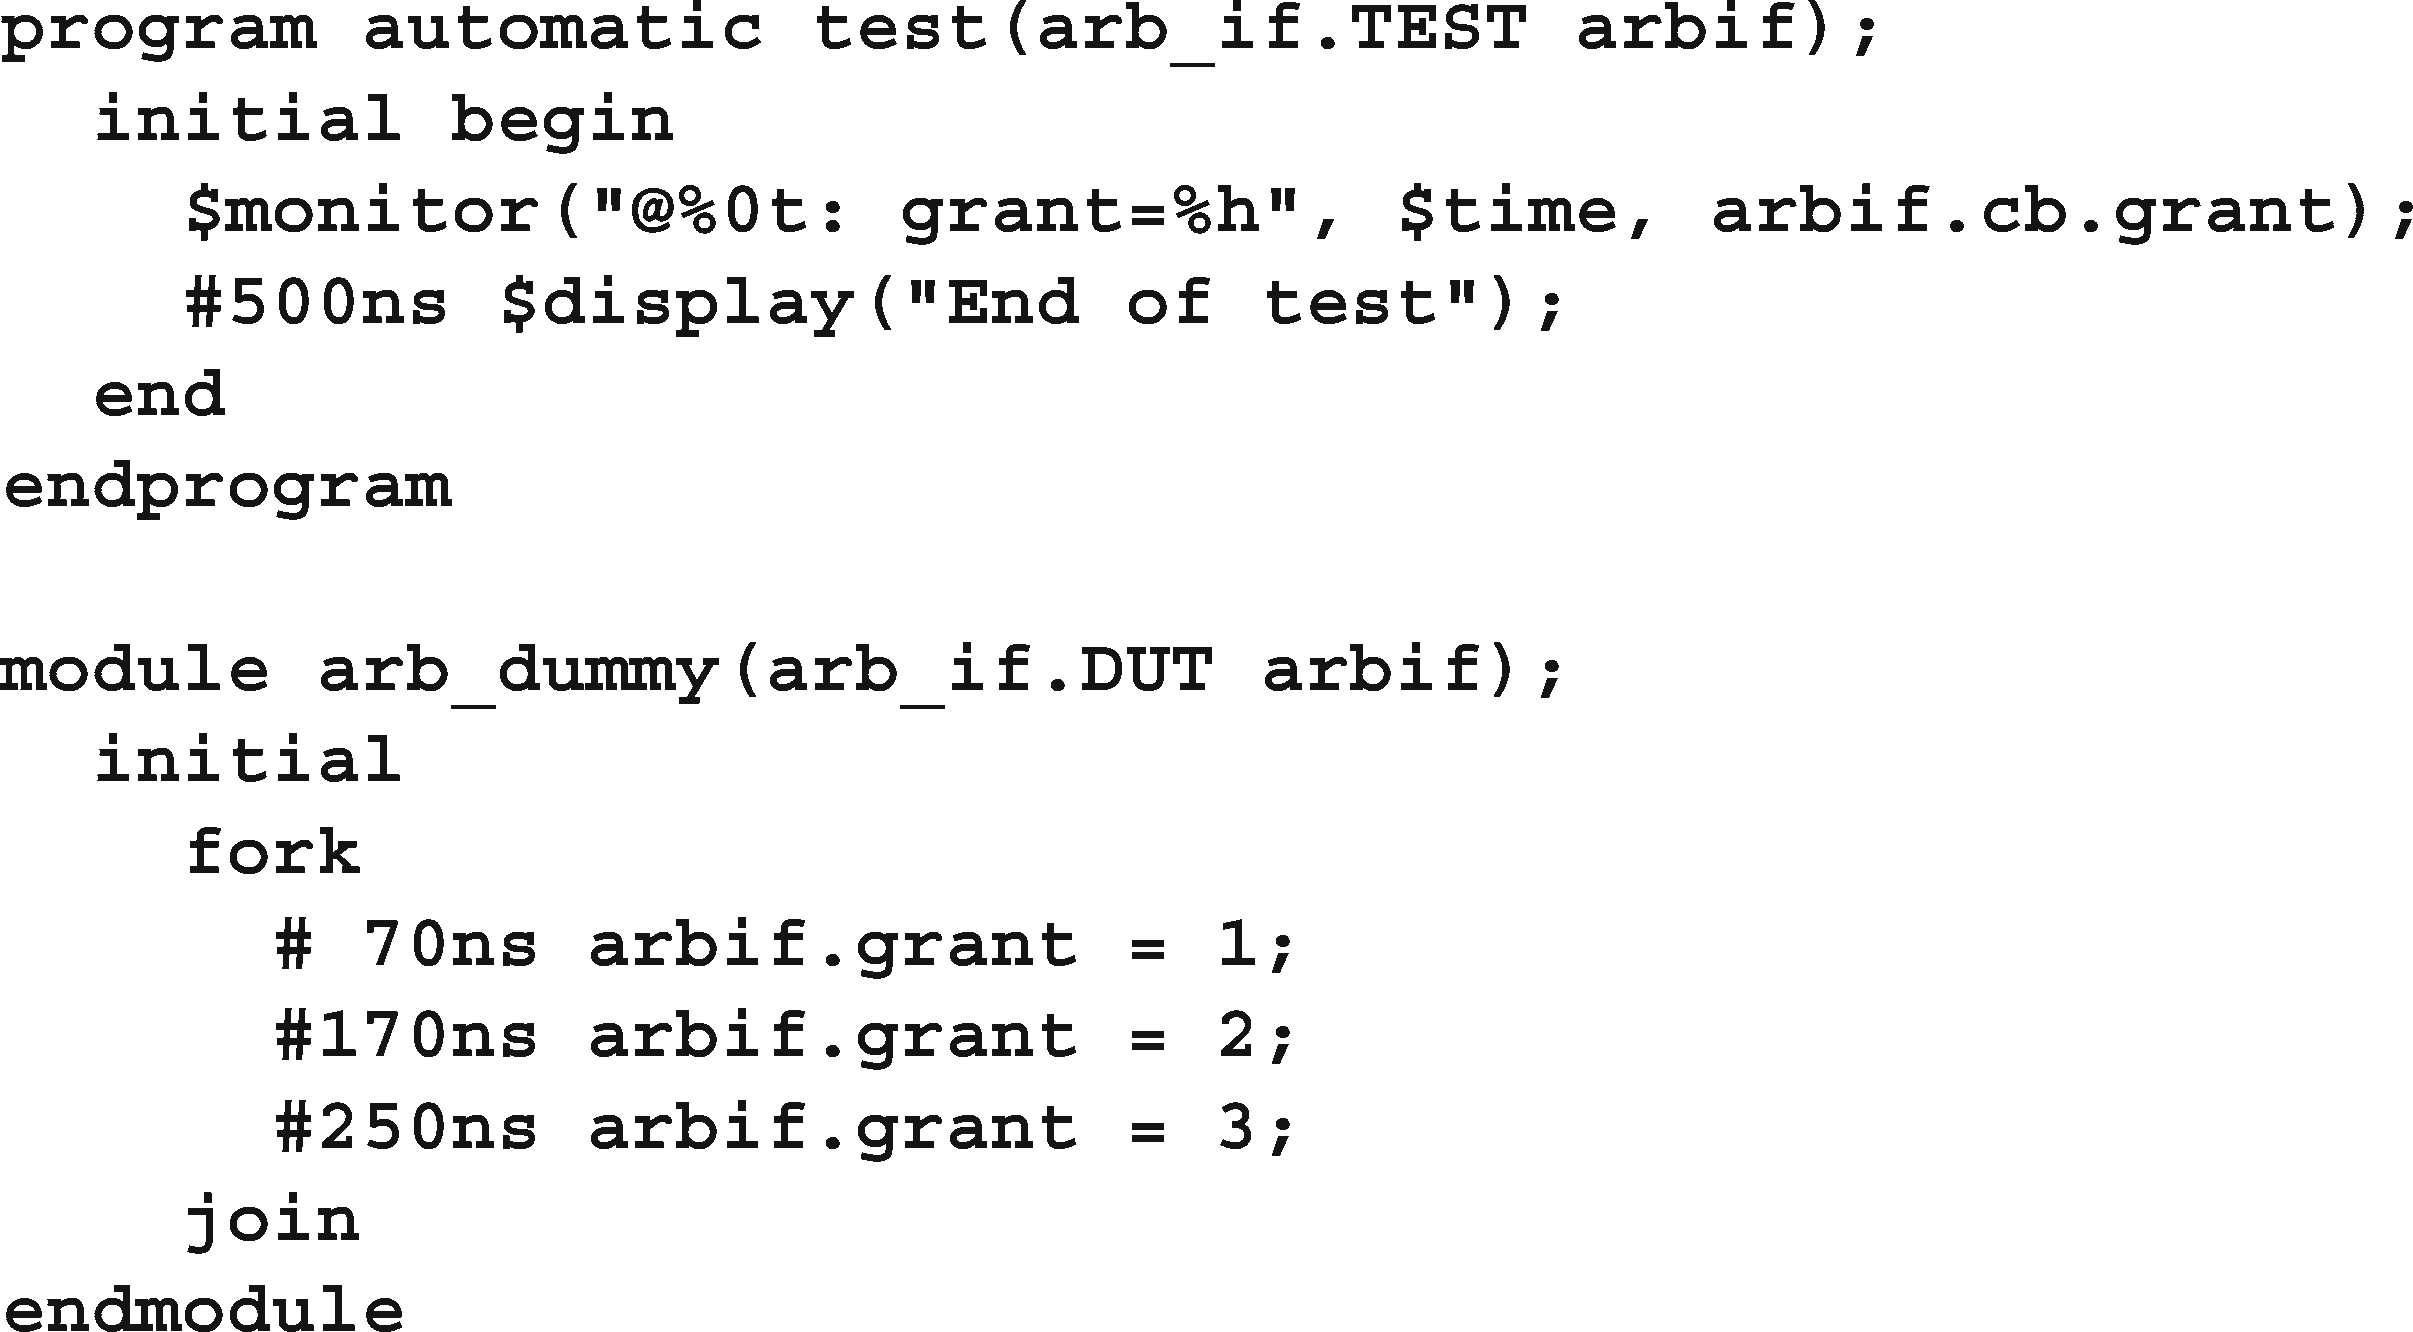 program automatic test(arb_if.TEST arbif);
  initial begin
    $monitor("@%0t: grant=%h", $time, arbif.cb.grant);
    #500ns $display("End of test");
  end
endprogram

module arb_dummy(arb_if.DUT arbif);
  initial
    fork
      # 70ns arbif.grant = 1;
      #170ns arbif.grant = 2;
      #250ns arbif.grant = 3;
    join
endmodule